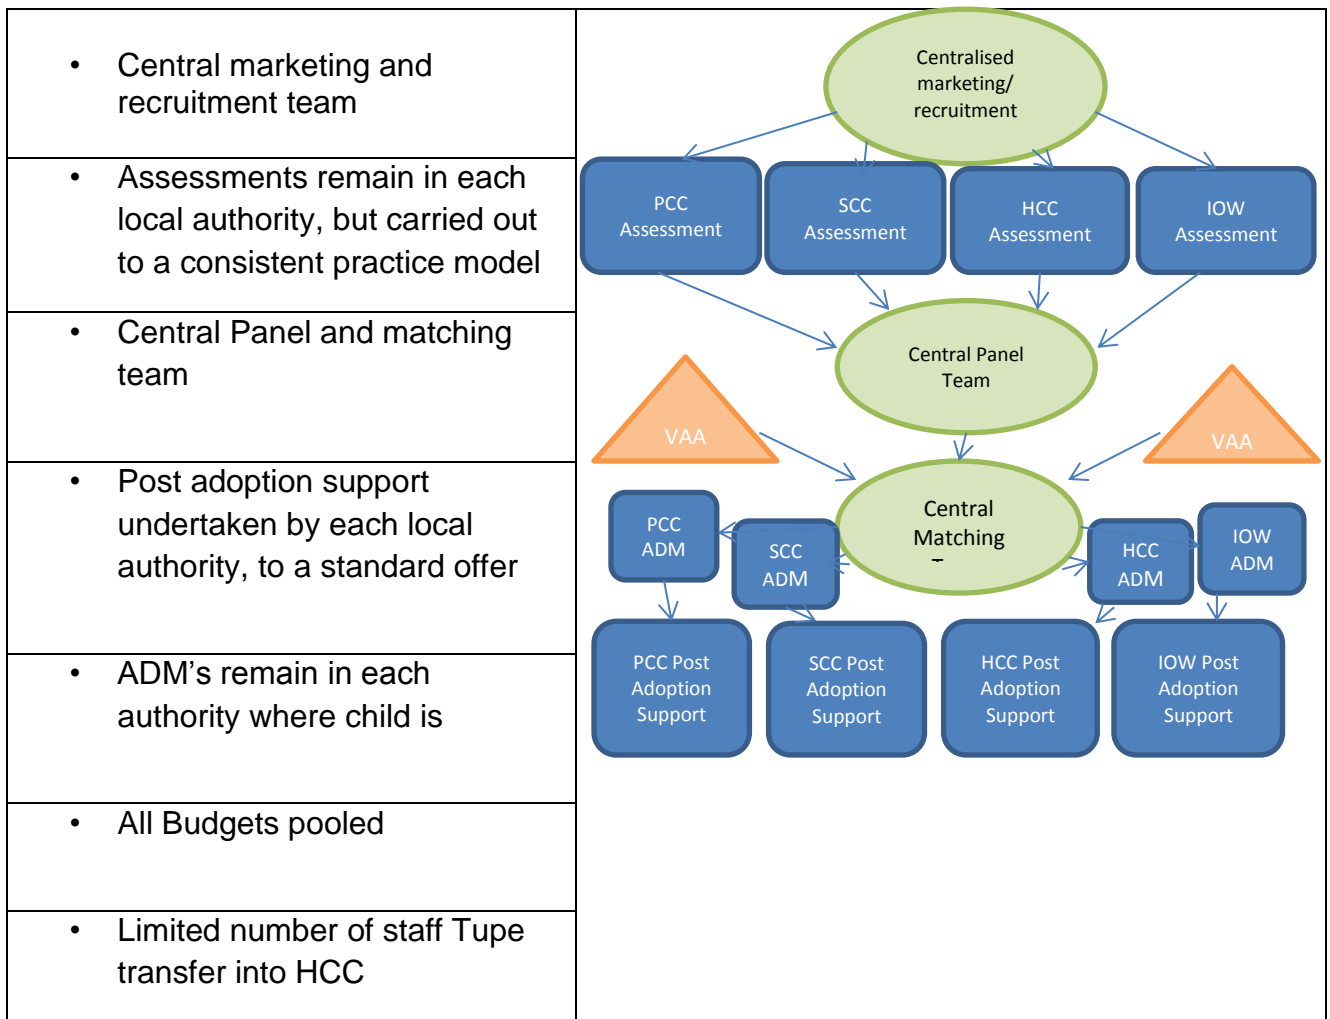 • Central marketing and
recruitment team
• Assessments remain in each
local authority, but carried out
to a consistent practice model
• Central Panel and matching
team
• Post adoption support
undertaken by each local
authority, to a standard offer
• ADM’s remain in each
authority where child is
• All Budgets pooled
• Limited number of staff Tupe
transfer into HCC
Centralised
marketing/
recruitment
PCC
Assessment
SCC
Assessment
HCC
Assessment
IOW
Assessment
Central Panel
Team
VAA
VAA
Central
Matching
PCC
ADM
SCC
ADM
HCC
ADM
IOW
ADM
PCC Post
Adoption
Support
SCC Post
Adoption
Support
HCC Post
Adoption
Support
IOW Post
Adoption
Support